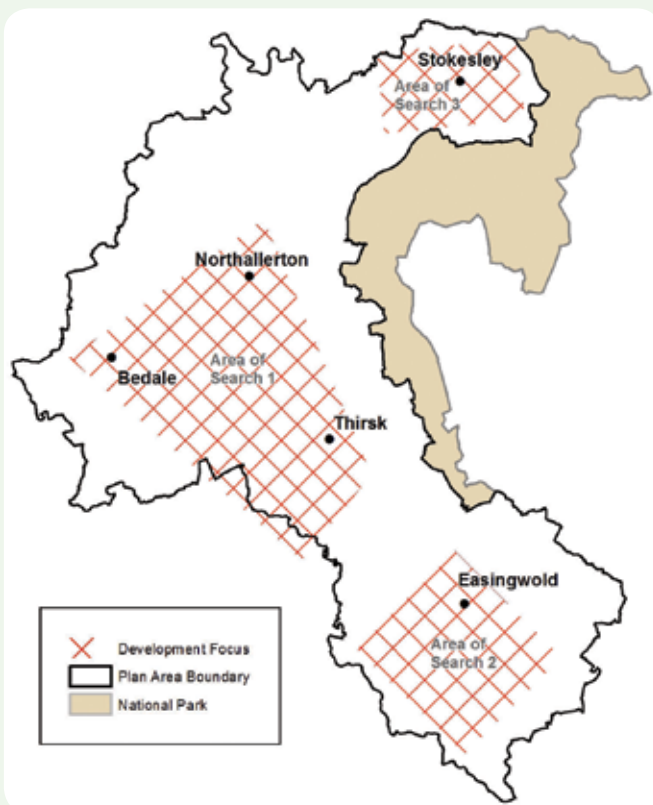 Stokesley
Area of
Search 3
Northallerton
Area of
Search 1
Bedale
Thirsk
Easingwold
Area of
Search 2
Development Focus
Plan Area Boundary
National Park